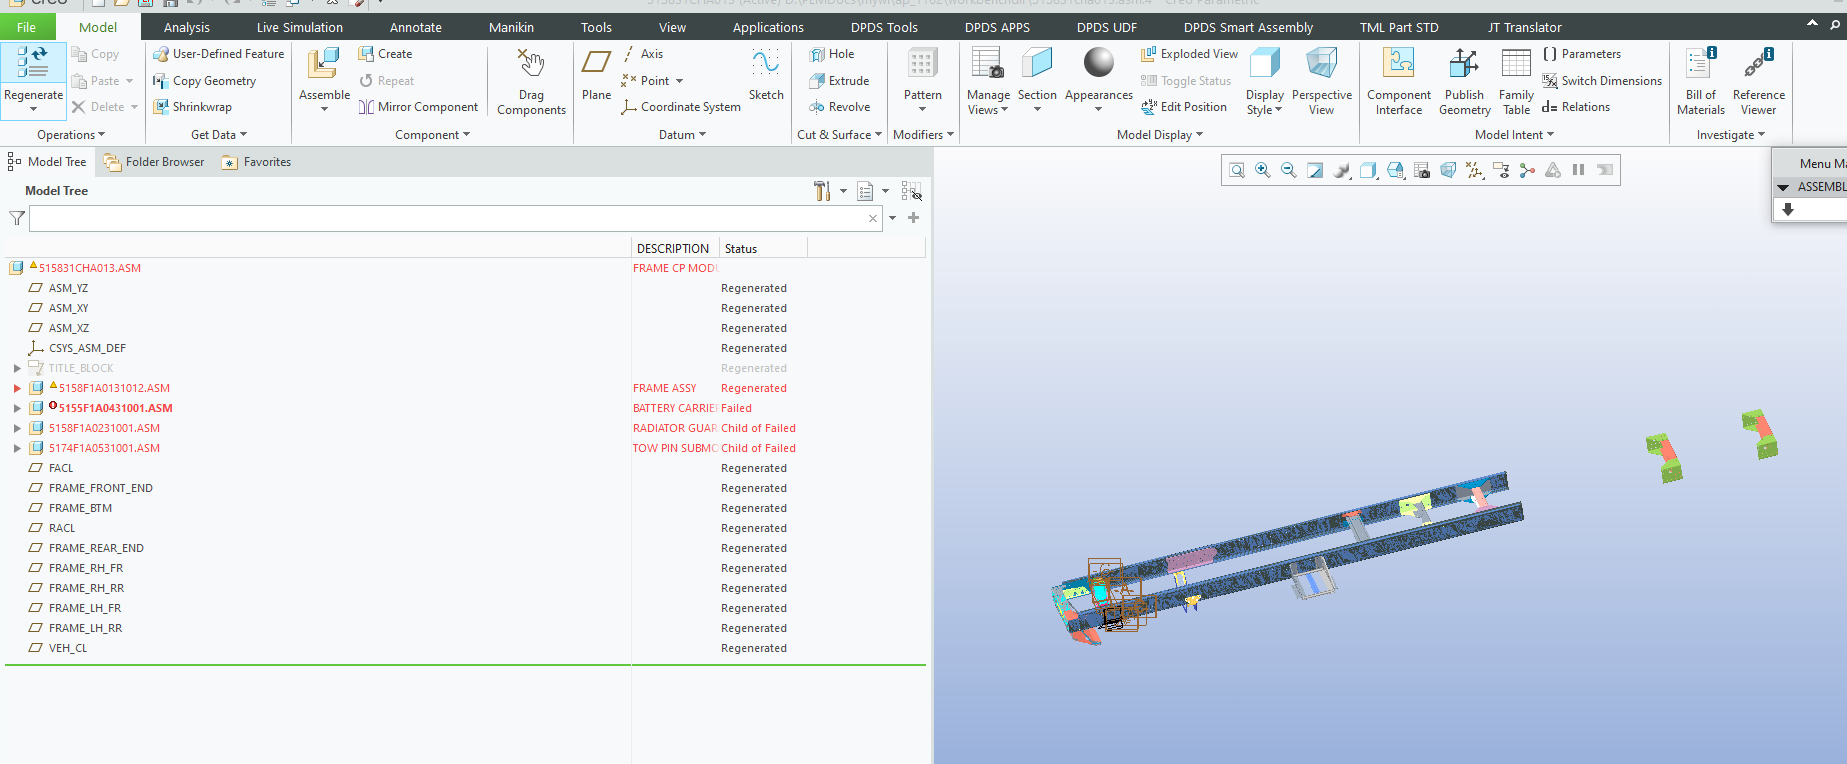 File Model Analysis Live Simulation Annotate Manikin Tools View Applications DPDS Tools DPDS APPS DPDS UDF DPDS Smart Assembly TML Part STD JT Translator
Copy User-Defined Feature Create Axis Hole Exploded View Parameters
Paste Copy Geometry Repeat Point Extrude Toggle Status Switch Dimensions
Regenerate Assemble Drag Components Plane Sketch Pattern Manage Views Section Appearances Display Style Perspective View Component Interface Publish Geometry Family Table Bill of Materials Reference Viewer
Delete Shrinkwrap Mirror Component Coordinate System Revolve Edit Position Relations
Operations Get Data Component Datum Cut & Surface Modifiers Model Display Model Intent Investigate
Model Tree Folder Browser Favorites
Menu Ma
Model Tree
ASSEMBL
DESCRIPTION Status
515831CHA013.ASM FRAME CP MODU
ASM_YZ Regenerated
ASM_XY Regenerated
ASM_XZ Regenerated
CSYS_ASM_DEF Regenerated
TITLE_BLOCK Regenerated
5158F1A0131012.ASM FRAME ASSY Regenerated
5155F1A0431001.ASM BATTERY CARRIER Failed
5158F1A0231001.ASM RADIATOR GUAR Child of Failed
5174F1A0531001.ASM TOW PIN SUBMO Child of Failed
FACL Regenerated
FRAME_FRONT_END Regenerated
FRAME_BTM Regenerated
RACL Regenerated
FRAME_REAR_END Regenerated
FRAME_RH_FR Regenerated
FRAME_RH_RR Regenerated
FRAME_LH_FR Regenerated
FRAME_LH_RR Regenerated
VEH_CL Regenerated